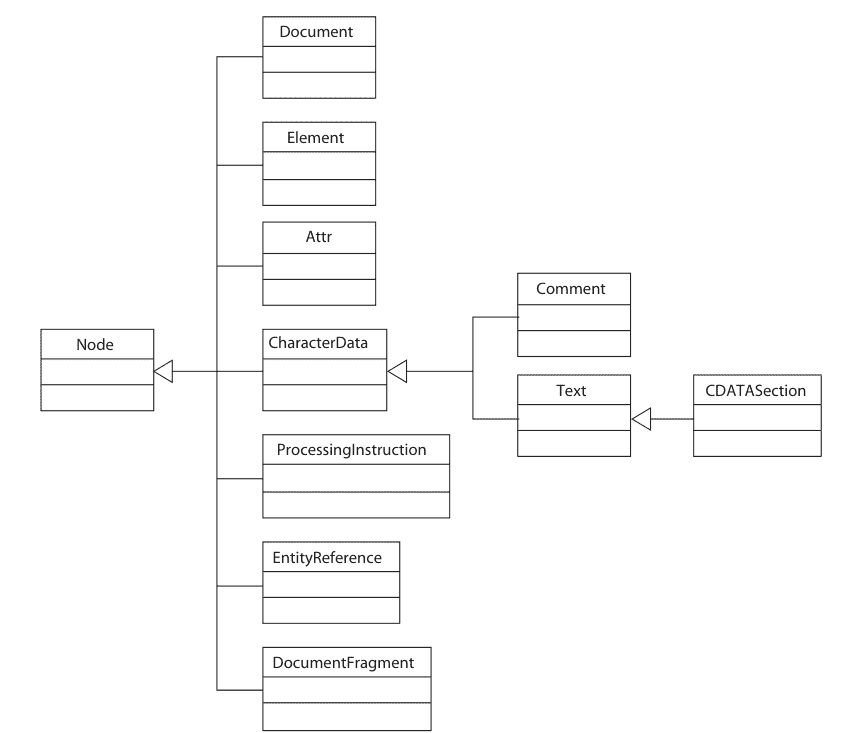 Document
Element
Attr
Comment
Node
CharacterData
Text
CDATASection
ProcessingInstruction
EntityReference
DocumentFragment